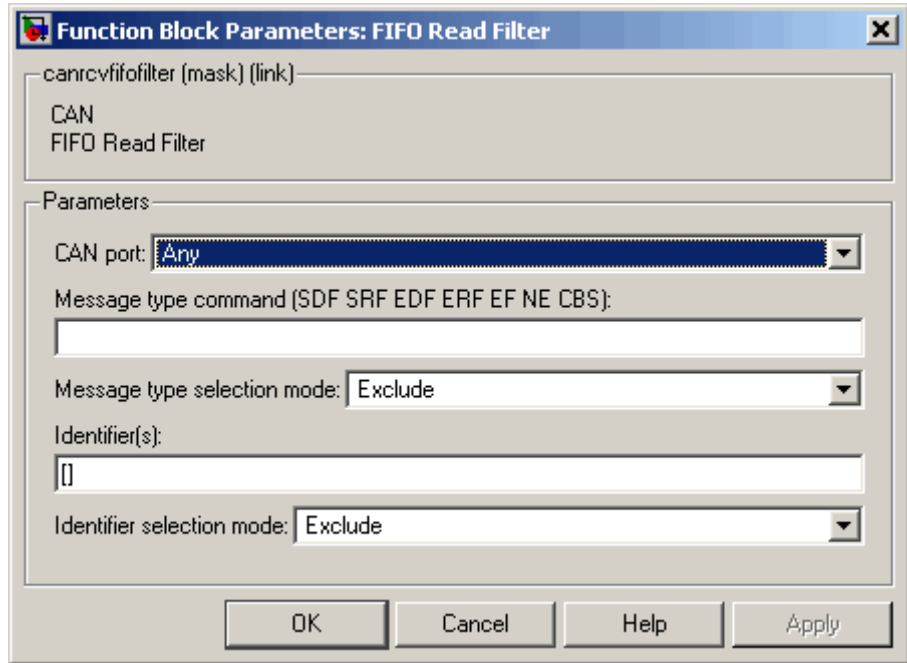 Function Block Parameters: FIFO Read Filter
canrcvfifofilter (mask) (link)
CAN
FIFO Read Filter
Parameters
CAN port: Any
Message type command (SDF SRF EDF ERF EF NE CBS):
Message type selection mode: Exclude
Identifier(s):
[]
Identifier selection mode: Exclude
OK Cancel Help Apply